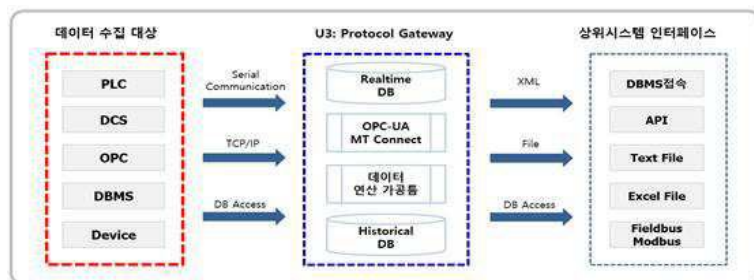 데이터 수집 대상
PLC
DCS
OPC
DBMS
Device
Serial
Communication
TCP/IP
DB Access
U3: Protocol Gateway
Realtime
DB
OPC-UA
MT Connect
데이터
연산 가공툴
Historical
DB
XML
File
DB Access
상위시스템 인터페이스
DBMS접속
API
Text File
Excel File
Fieldbus
Modbus